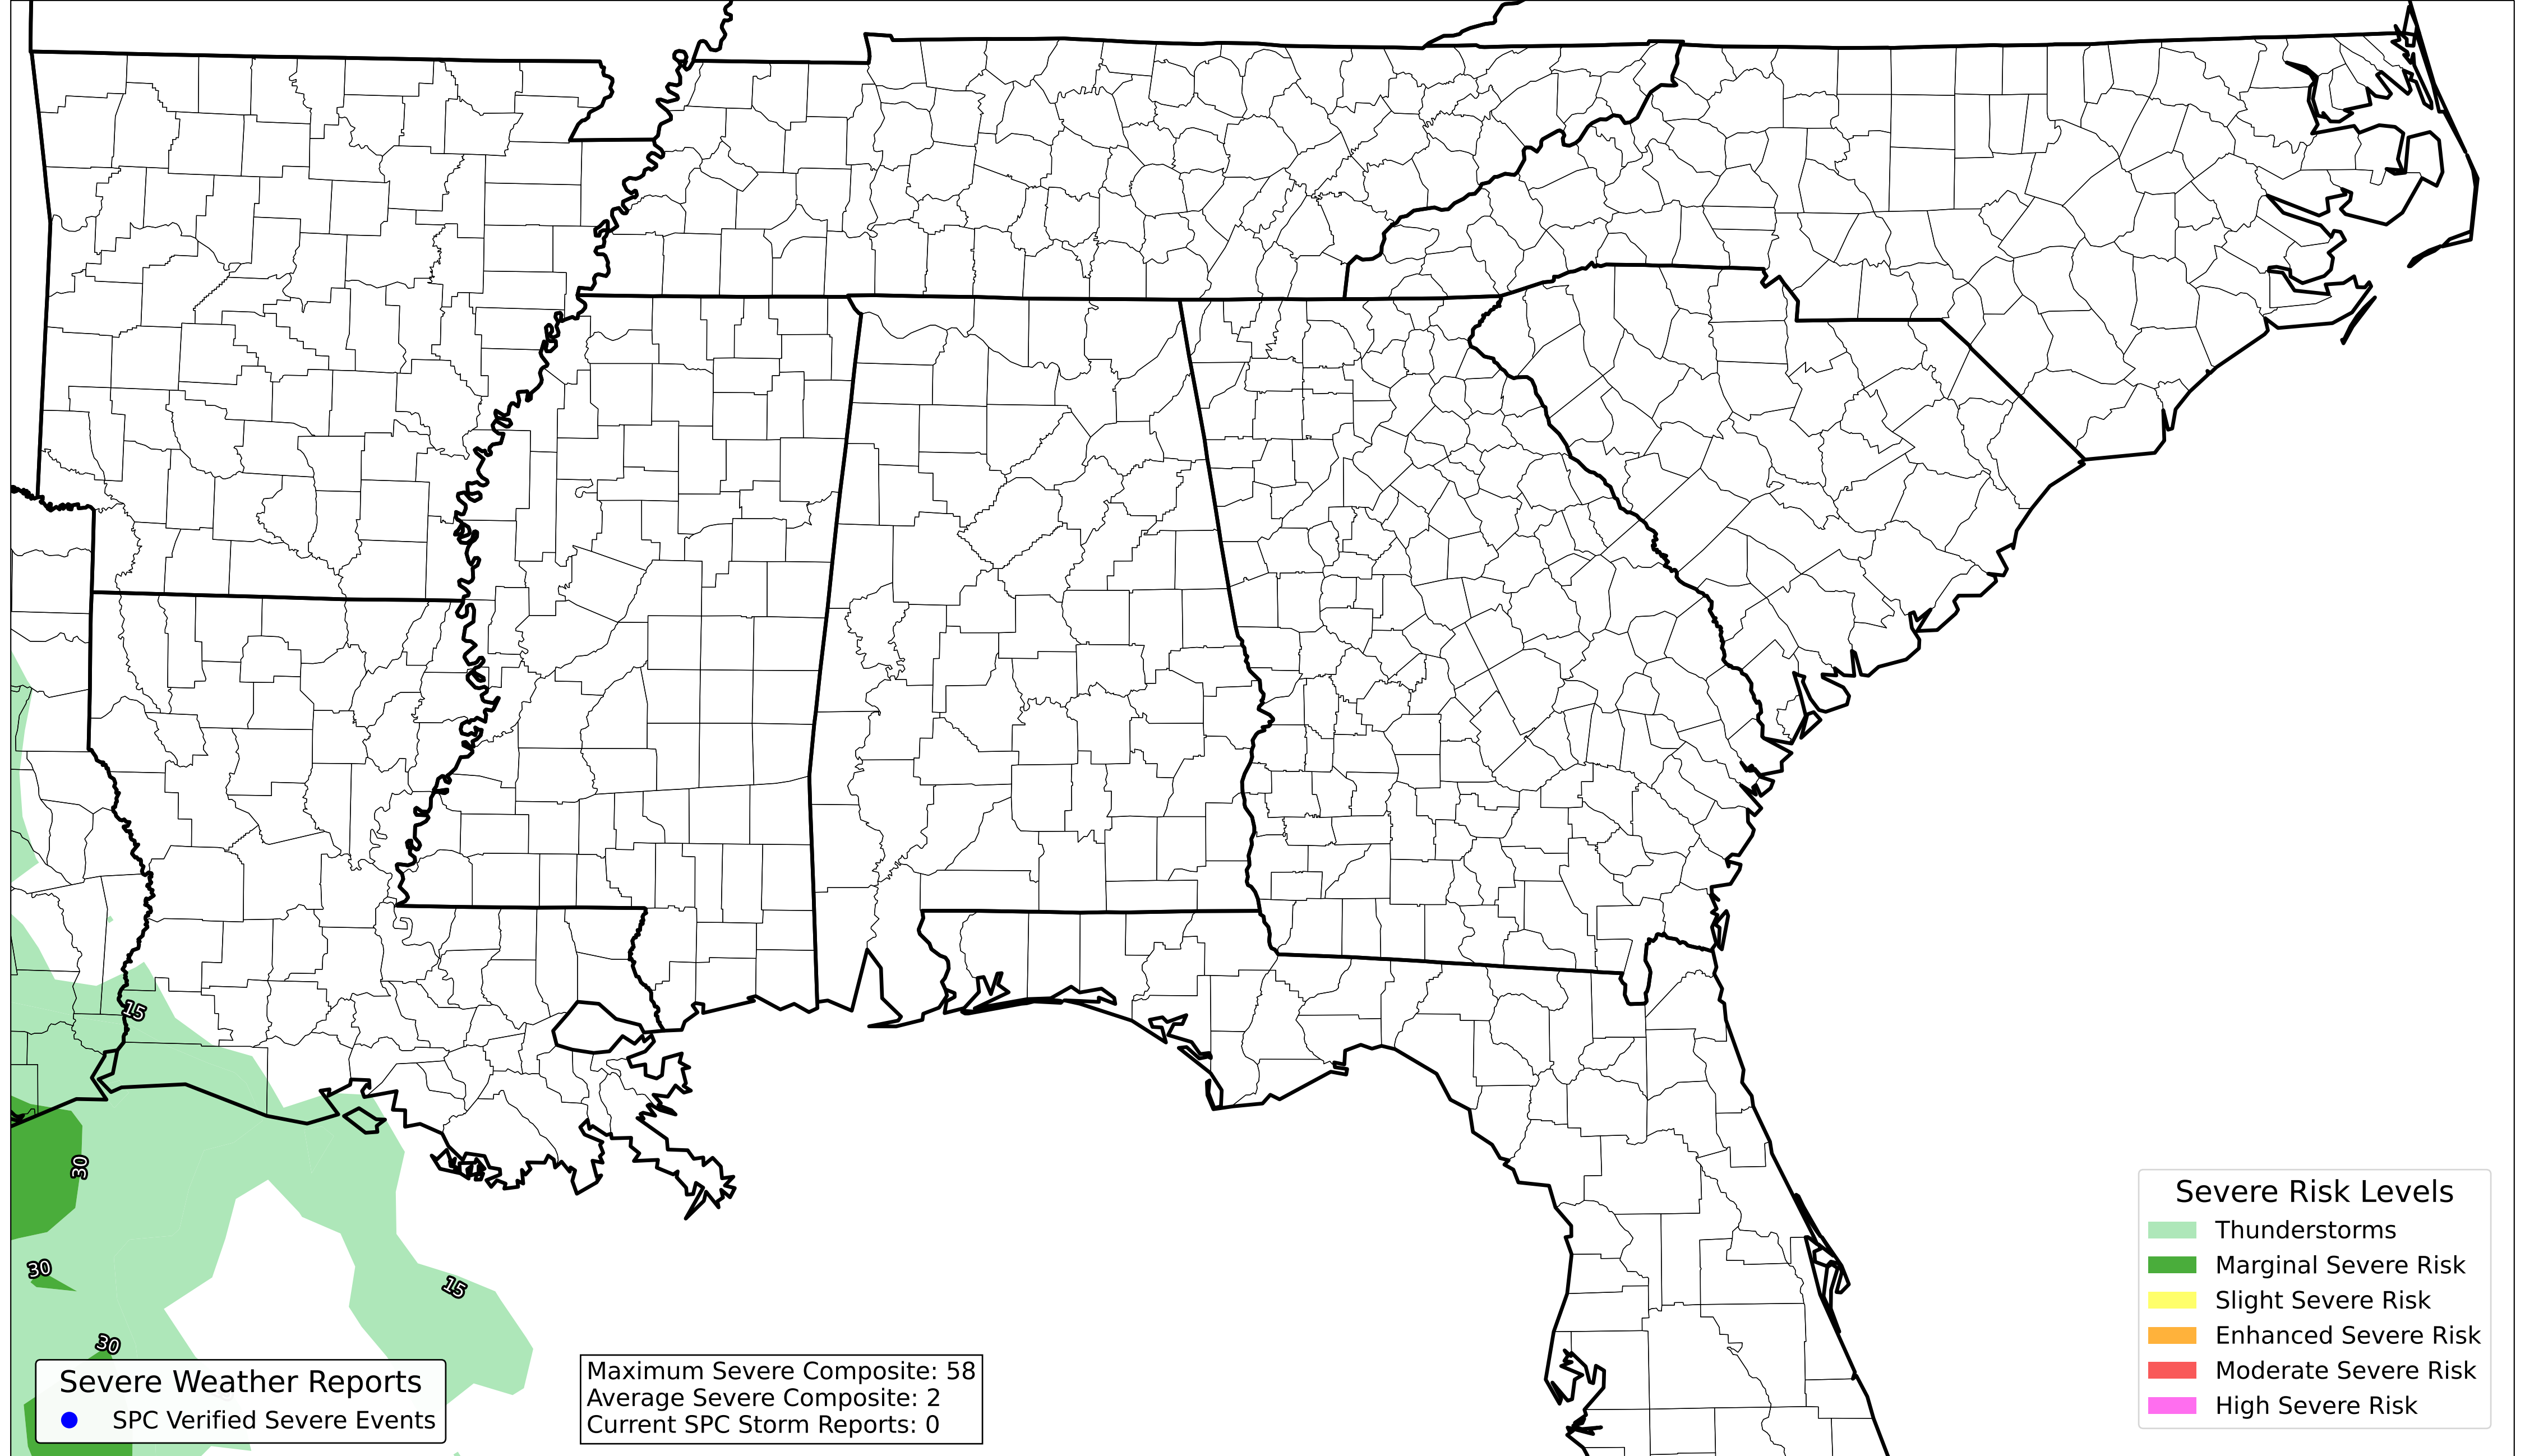 15
30
30
15
30
Severe Weather Reports
SPC Verified Severe Events
Maximum Severe Composite: 58
Average Severe Composite: 2
Current SPC Storm Reports: 0
Severe Risk Levels
Thunderstorms
Marginal Severe Risk
Slight Severe Risk
Enhanced Severe Risk
Moderate Severe Risk
High Severe Risk